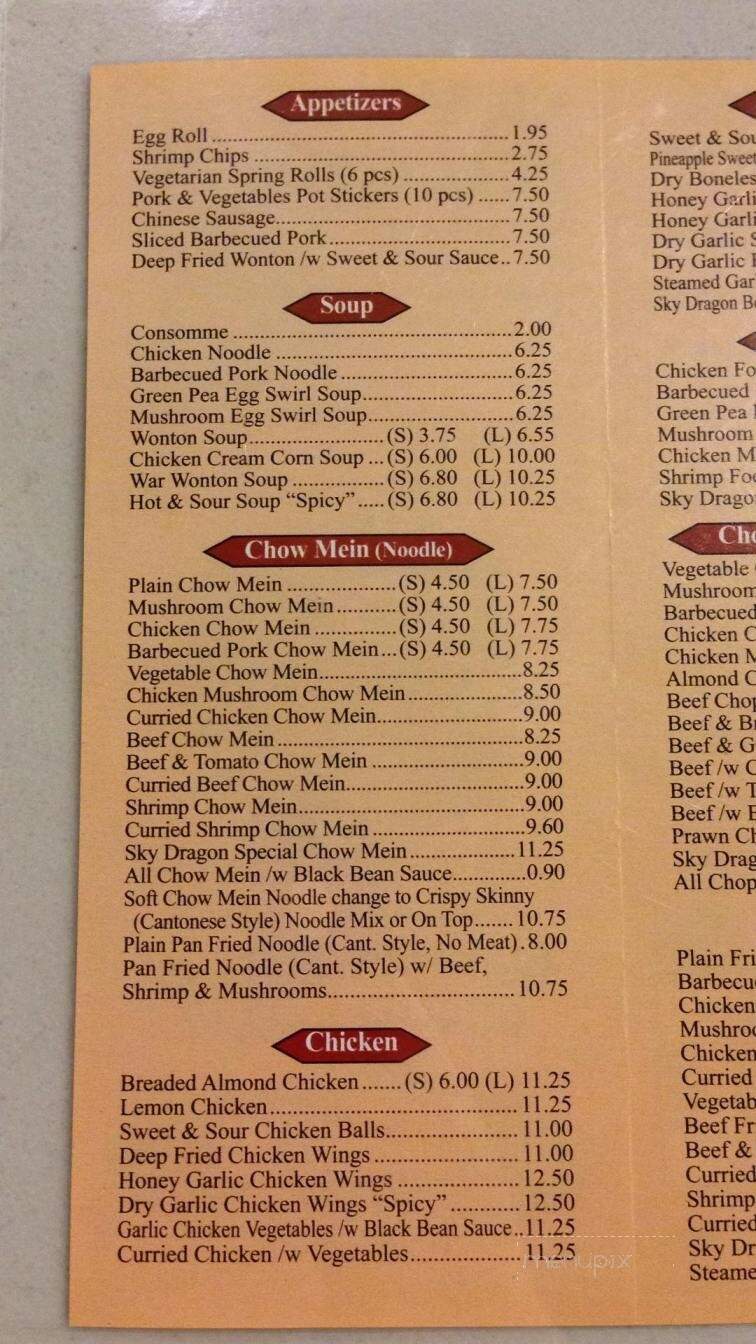 Appetizers
Egg Roll ........ 1.95
Shrimp Chips ........ 2.75
Vegetarian Spring Rolls (6 pcs) ........ 4.25
Pork & Vegetables Pot Stickers (10 pcs) ...... 7.50
Chinese Sausage ........ 7.50
Sliced Barbecued Pork ........ 7.50
Deep Fried Wonton /w Sweet & Sour Sauce.. 7.50
Soup
Consomme ........ 2.00
Chicken Noodle ........ 6.25
Barbecued Pork Noodle ........ 6.25
Green Pea Egg Swirl Soup ........ 6.25
Mushroom Egg Swirl Soup ........ 6.25
Wonton Soup ........ (S) 3.75 (L) 6.55
Chicken Cream Corn Soup ... (S) 6.00 (L) 10.00
War Wonton Soup ........ (S) 6.80 (L) 10.25
Hot & Sour Soup “Spicy” ..... (S) 6.80 (L) 10.25
Chow Mein (Noodle)
Plain Chow Mein ........ (S) 4.50 (L) 7.50
Mushroom Chow Mein ........ (S) 4.50 (L) 7.50
Chicken Chow Mein ........ (S) 4.50 (L) 7.75
Barbecued Pork Chow Mein ... (S) 4.50 (L) 7.75
Vegetable Chow Mein ........ 8.25
Chicken Mushroom Chow Mein ........ 8.50
Curried Chicken Chow Mein ........ 9.00
Beef Chow Mein ........ 8.25
Beef & Tomato Chow Mein ........ 9.00
Curried Beef Chow Mein ........ 9.00
Shrimp Chow Mein ........ 9.00
Curried Shrimp Chow Mein ........ 9.60
Sky Dragon Special Chow Mein ........ 11.25
All Chow Mein /w Black Bean Sauce ........ 0.90
Soft Chow Mein Noodle change to Crispy Skinny
(Cantonese Style) Noodle Mix or On Top ....... 10.75
Plain Pan Fried Noodle (Cant. Style, No Meat) . 8.00
Pan Fried Noodle (Cant. Style) w/ Beef,
Shrimp & Mushrooms ........ 10.75
Chicken
Breaded Almond Chicken ....... (S) 6.00 (L) 11.25
Lemon Chicken ........ 11.25
Sweet & Sour Chicken Balls ........ 11.00
Deep Fried Chicken Wings ........ 11.00
Honey Garlic Chicken Wings ........ 12.50
Dry Garlic Chicken Wings “Spicy” ........ 12.50
Garlic Chicken Vegetables /w Black Bean Sauce .. 11.25
Curried Chicken /w Vegetables ........ 11.25
menupix
Sweet & Sou
Pineapple Sweet
Dry Boneles
Honey Garli
Honey Garli
Dry Garlic
Dry Garlic
Steamed Gar
Sky Dragon
Chicken Fo
Barbecued
Green Pea
Mushroom
Chicken M
Shrimp Foo
Sky Drago
Cho
Vegetable
Mushroom
Barbecued
Chicken C
Chicken M
Almond C
Beef Chop
Beef & B
Beef & G
Beef /w C
Beef /w T
Beef /w
Prawn Ch
Sky Drag
All Chop
Plain Fri
Barbecu
Chicken
Mushroo
Chicken
Curried
Vegetab
Beef Fr
Beef &
Curried
Shrimp
Curried
Sky Dr
Steame